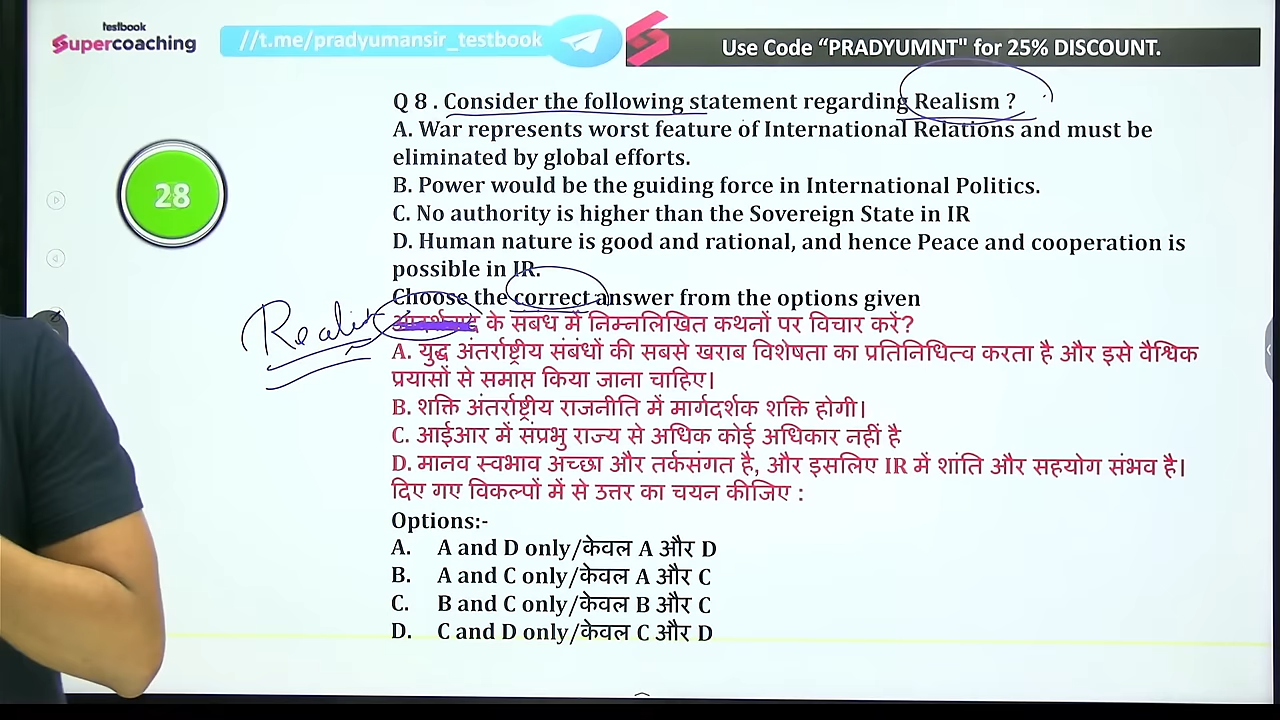 testbook
Supercoaching
//t.me/pradyumansir_testbook
Use Code “PRADYUMNT" for 25% DISCOUNT.
28
Q 8 . Consider the following statement regarding Realism ?
A. War represents worst feature of International Relations and must be
eliminated by global efforts.
B. Power would be the guiding force in International Politics.
C. No authority is higher than the Sovereign State in IR
D. Human nature is good and rational, and hence Peace and cooperation is
possible in IR.
Choose the correct answer from the options given
के सबध में निम्नलिखित कथनों पर विचार करें?
A. युद्ध अंतर्राष्ट्रीय संबंधों की सबसे खराब विशेषता का प्रतिनिधित्व करता है और इसे वैश्विक
प्रयासों से समाप्त किया जाना चाहिए।
B. शक्ति अंतर्राष्ट्रीय राजनीति में मार्गदर्शक शक्ति होगी।
C. आईआर में संप्रभु राज्य से अधिक कोई अधिकार नहीं है
D. मानव स्वभाव अच्छा और तर्कसंगत है, और इसलिए IR में शांति और सहयोग संभव है।
दिए गए विकल्पों में से उत्तर का चयन कीजिए :
Options:-
A. A and D only/केवल A और D
B. A and C only/केवल A और C
C. B and C only/केवल B और C
D. C and D only/केवल C और D